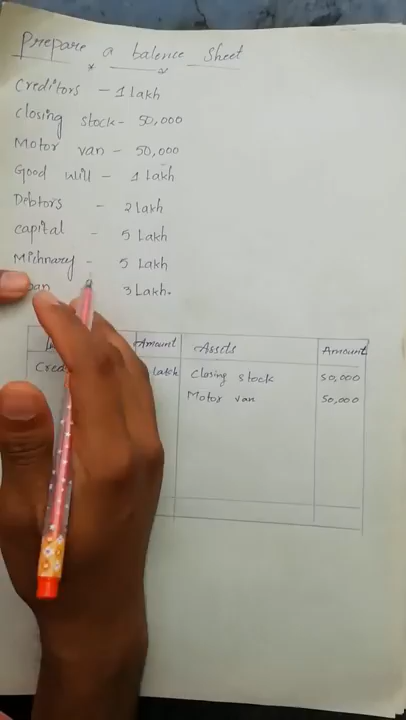 Prepare a balence sheet
Creditors - 1 Lakh
Closing stock - 50,000
Motor van - 50,000
Good will - 1 Lakh
Debtors - 2 lakh
capital - 5 Lakh
Michnary - 5 Lakh
3 Lakh.
Amount Assets Amount
Closing stock 50,000
Motor van 50,000